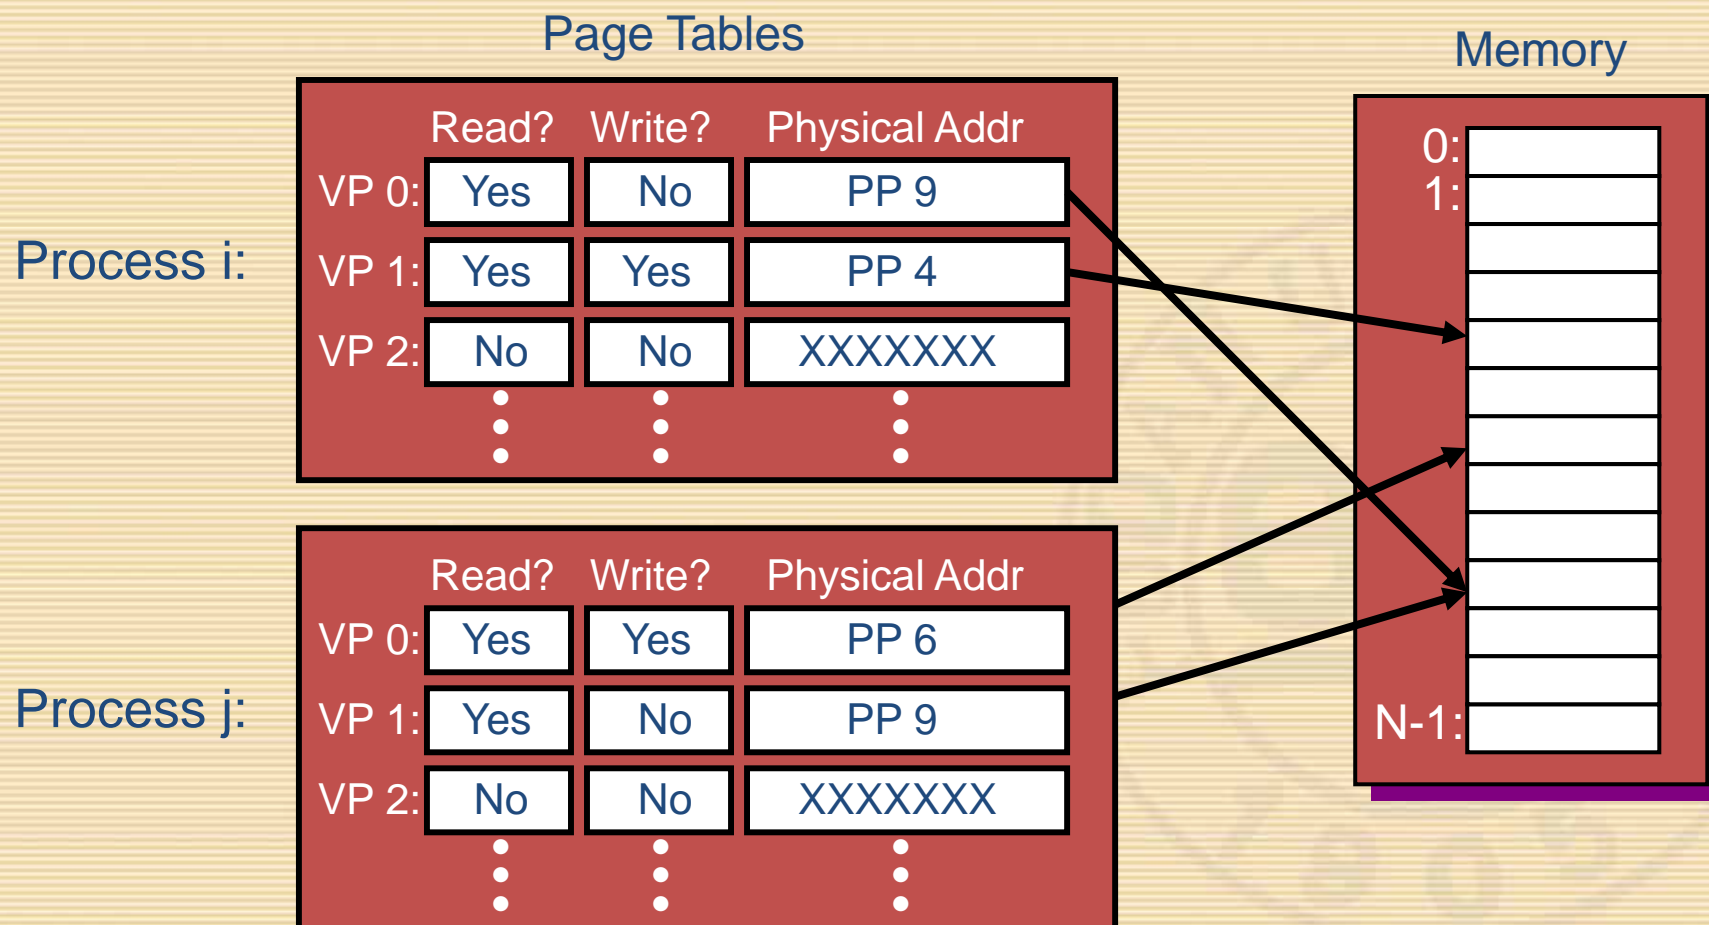 Page Tables
Memory
Process i:
Read? Write? Physical Addr
VP 0: Yes No PP 9
VP 1: Yes Yes PP 4
VP 2: No No XXXXXXX
Process j:
Read? Write? Physical Addr
VP 0: Yes Yes PP 6
VP 1: Yes No PP 9
VP 2: No No XXXXXXX
0:
1:
N-1: